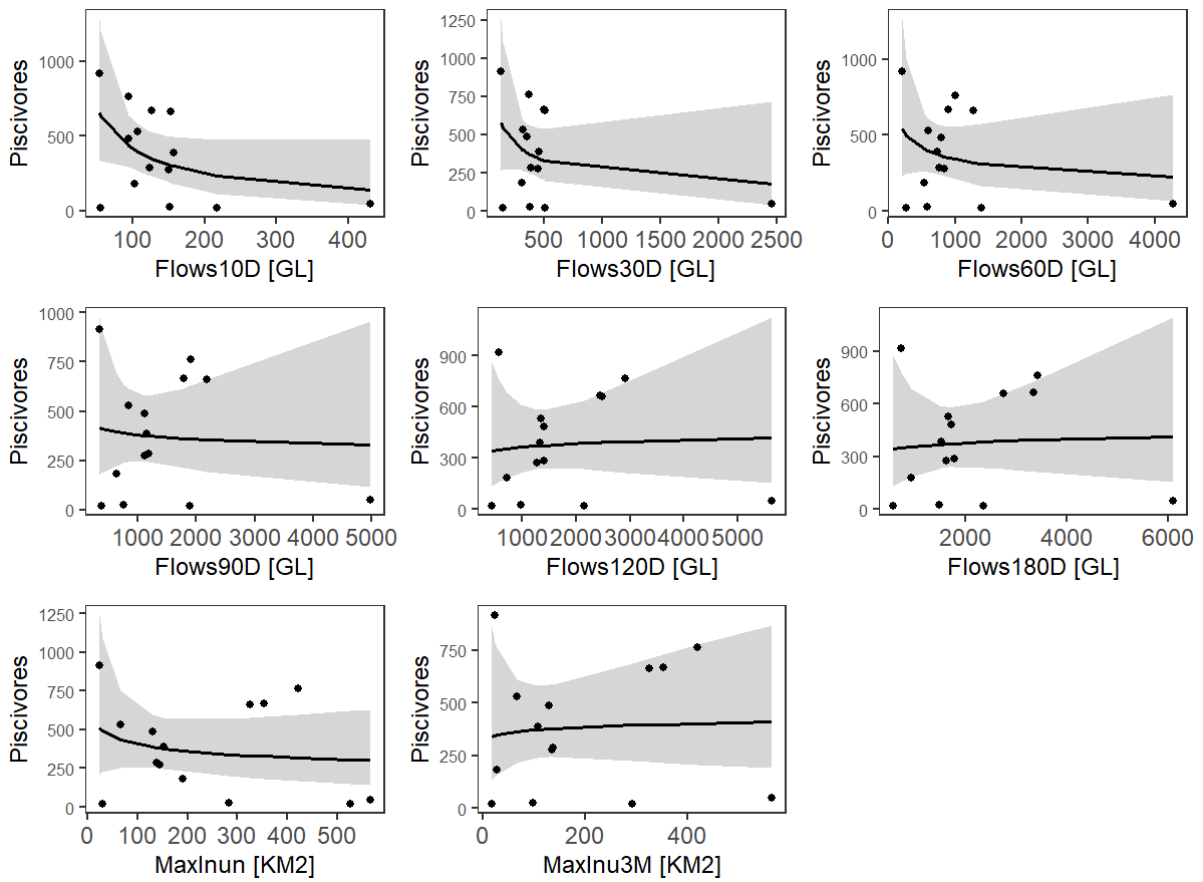 Piscivores
1000
500
0
100 200 300 400
Flows10D [GL]
Piscivores
1250
1000
750
500
250
0
500 1000 1500 2000 2500
Flows30D [GL]
Piscivores
1000
500
0
0 1000 2000 3000 4000
Flows60D [GL]
Piscivores
1000
750
500
250
0
1000 2000 3000 4000 5000
Flows90D [GL]
Piscivores
900
600
300
0
1000 2000 3000 4000 5000
Flows120D [GL]
Piscivores
900
600
300
0
2000 4000 6000
Flows180D [GL]
Piscivores
1250
1000
750
500
250
0
0 100 200 300 400 500
MaxInun [KM2]
Piscivores
750
500
250
0
0 200 400
MaxInu3M [KM2]